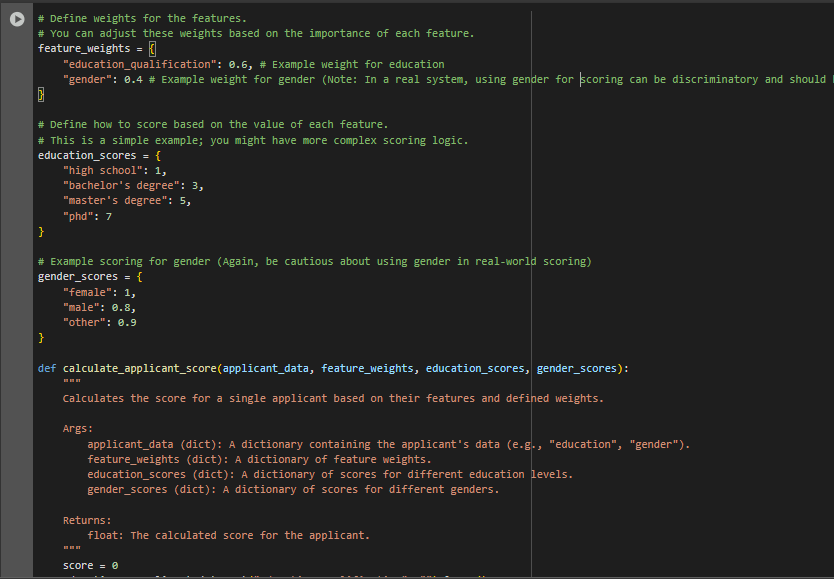 # Define weights for the features.
# You can adjust these weights based on the importance of each feature.
feature_weights = {
    "education_qualification": 0.6, # Example weight for education
    "gender": 0.4 # Example weight for gender (Note: In a real system, using gender for scoring can be discriminatory and should
}

# Define how to score based on the value of each feature.
# This is a simple example; you might have more complex scoring logic.
education_scores = {
    "high school": 1,
    "bachelor's degree": 3,
    "master's degree": 5,
    "phd": 7
}

# Example scoring for gender (Again, be cautious about using gender in real-world scoring)
gender_scores = {
    "female": 1,
    "male": 0.8,
    "other": 0.9
}

def calculate_applicant_score(applicant_data, feature_weights, education_scores, gender_scores):
    """
    Calculates the score for a single applicant based on their features and defined weights.

    Args:
        applicant_data (dict): A dictionary containing the applicant's data (e.g., "education", "gender").
        feature_weights (dict): A dictionary of feature weights.
        education_scores (dict): A dictionary of scores for different education levels.
        gender_scores (dict): A dictionary of scores for different genders.

    Returns:
        float: The calculated score for the applicant.
    """
    score = 0